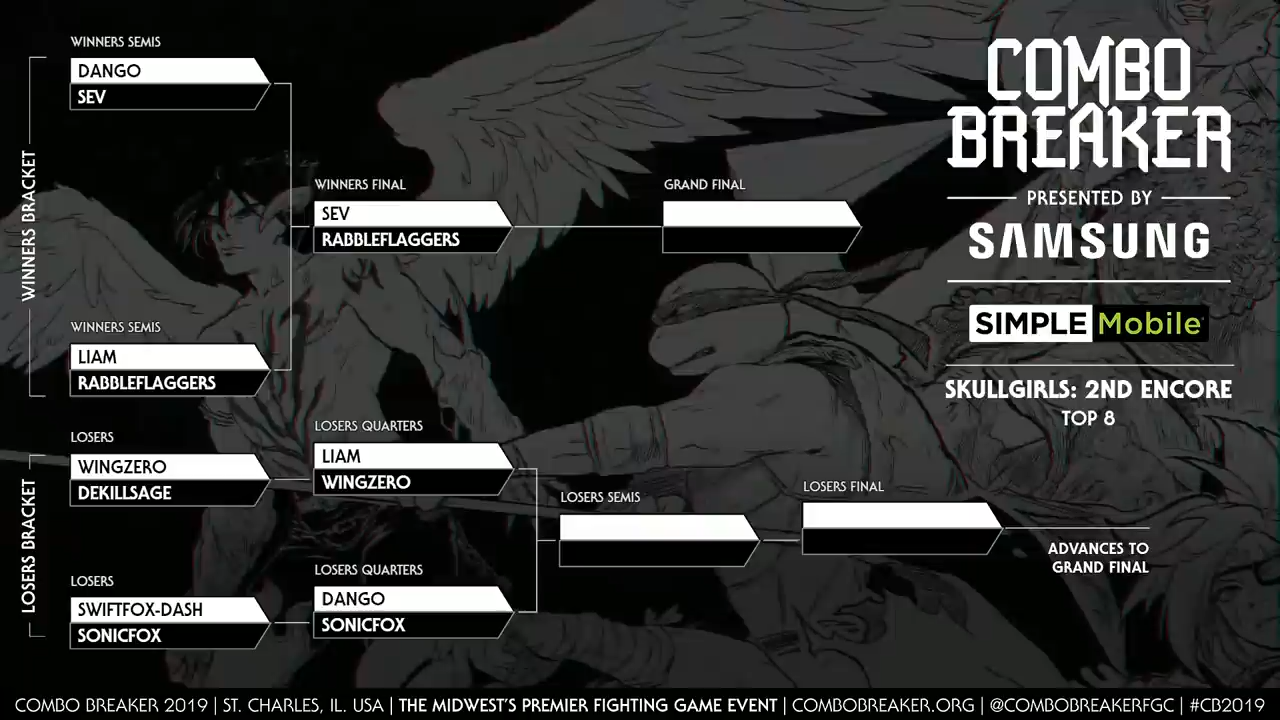 WINNERS SEMIS
DANGO
SEV
WINNERS BRACKET
WINNERS FINAL
SEV
RABBLEFLAGGERS
GRAND FINAL
WINNERS SEMIS
LIAM
RABBLEFLAGGERS
LOSERS BRACKET
LOSERS
WINGZERO
DEKILLSAGE
LOSERS QUARTERS
LIAM
WINGZERO
LOSERS SEMIS
LOSERS FINAL
ADVANCES TO
GRAND FINAL
LOSERS
SWIFTFOX-DASH
SONICFOX
LOSERS QUARTERS
DANGO
SONICFOX
COMBO
BREAKER
PRESENTED BY
SAMSUNG
SIMPLE Mobile
SKULLGIRLS: 2ND ENCORE
TOP 8
COMBO BREAKER 2019 | ST. CHARLES, IL. USA | THE MIDWEST'S PREMIER FIGHTING GAME EVENT | COMBOBREAKER.ORG | @COMBOBREAKERFGC | #CB2019